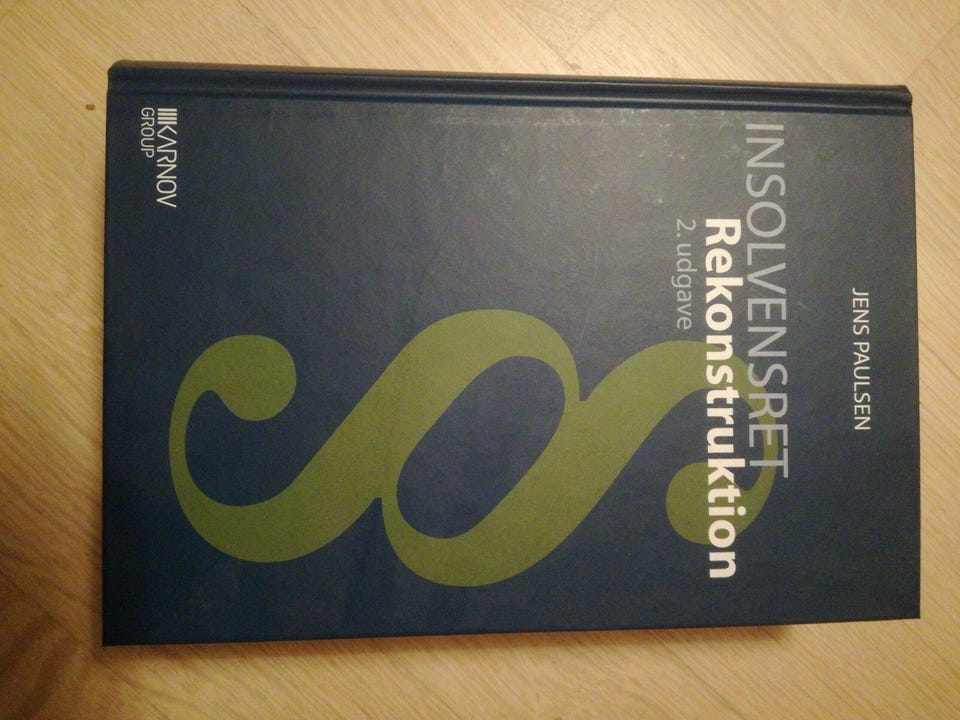 JENS PAULSEN
INSOLVENSRET
Rekonstruktion
2. udgave
§
KARNOV
GROUP